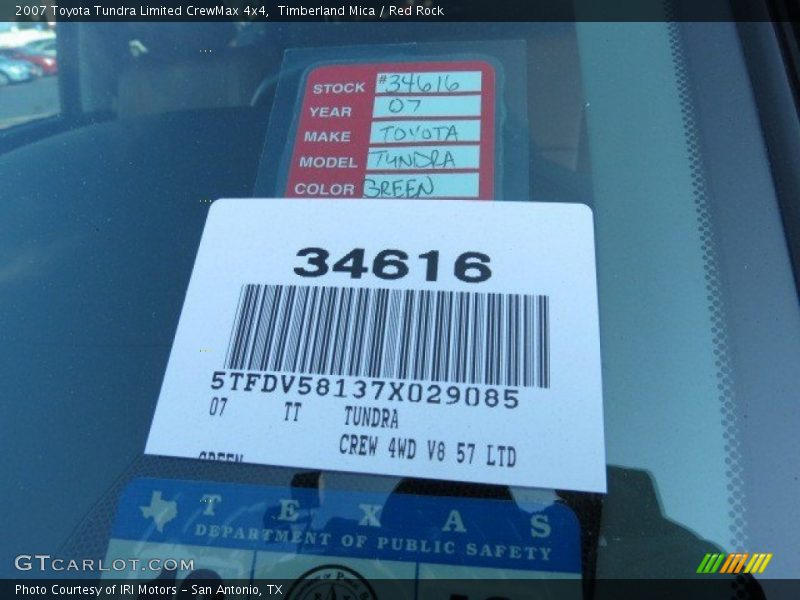 2007 Toyota Tundra Limited CrewMax 4x4,  Timberland Mica / Red Rock
STOCK #34616
YEAR 07
MAKE TOYOTA
MODEL TUNDRA
COLOR GREEN
34616
5TFDV58137X029085
07 TT TUNDRA
CREW 4WD V8 57 LTD
GREEN
TEXAS
DEPARTMENT OF PUBLIC SAFETY
GTCARLOT.COM
Photo Courtesy of IRI Motors – San Antonio, TX